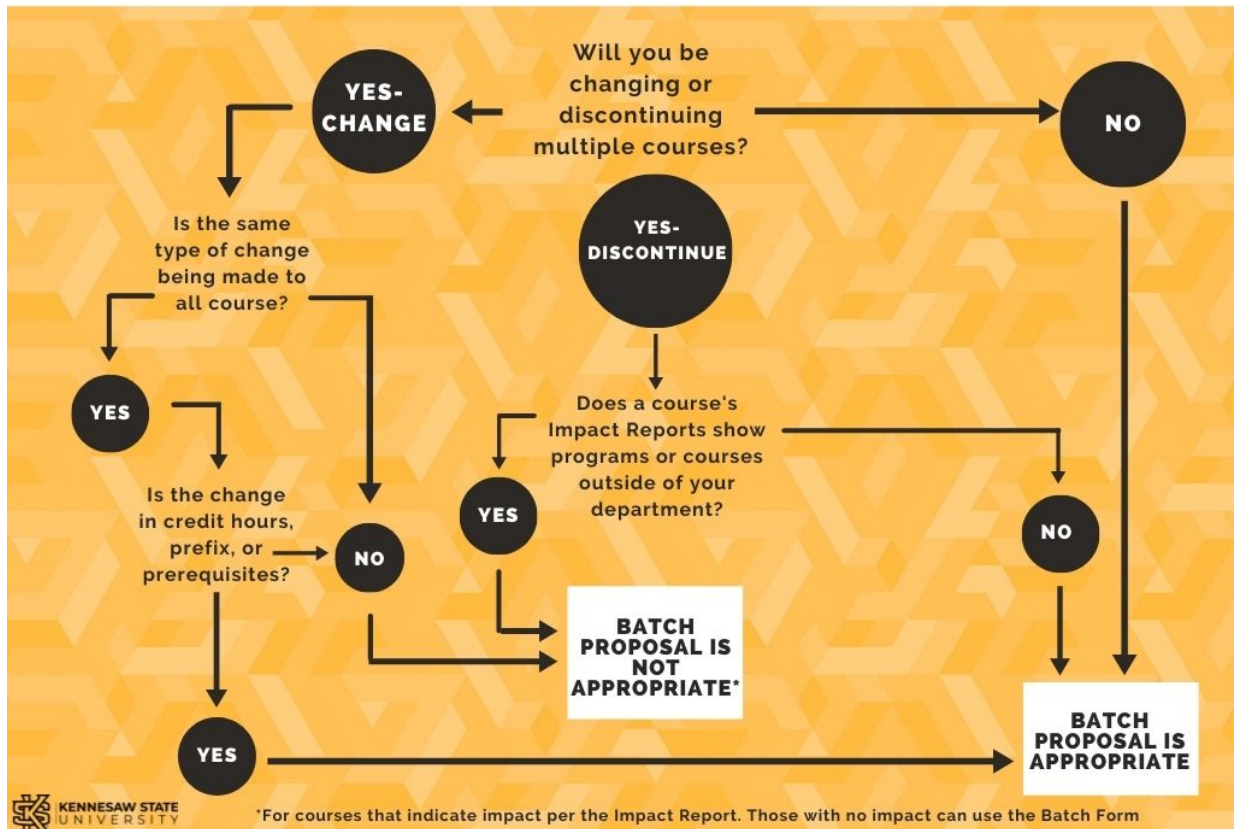 Will you be
changing or
discontinuing
multiple courses?
YES-
CHANGE
NO
YES-
DISCONTINUE
Is the same
type of change
being made to
all course?
YES
Is the change
in credit hours,
prefix, or
prerequisites?
NO
YES
Does a course's
Impact Reports show
programs or courses
outside of your
department?
YES
NO
BATCH
PROPOSAL IS
NOT
APPROPRIATE*
BATCH
PROPOSAL IS
APPROPRIATE
KENNESAW STATE
UNIVERSITY
*For courses that indicate impact per the Impact Report. Those with no impact can use the Batch Form